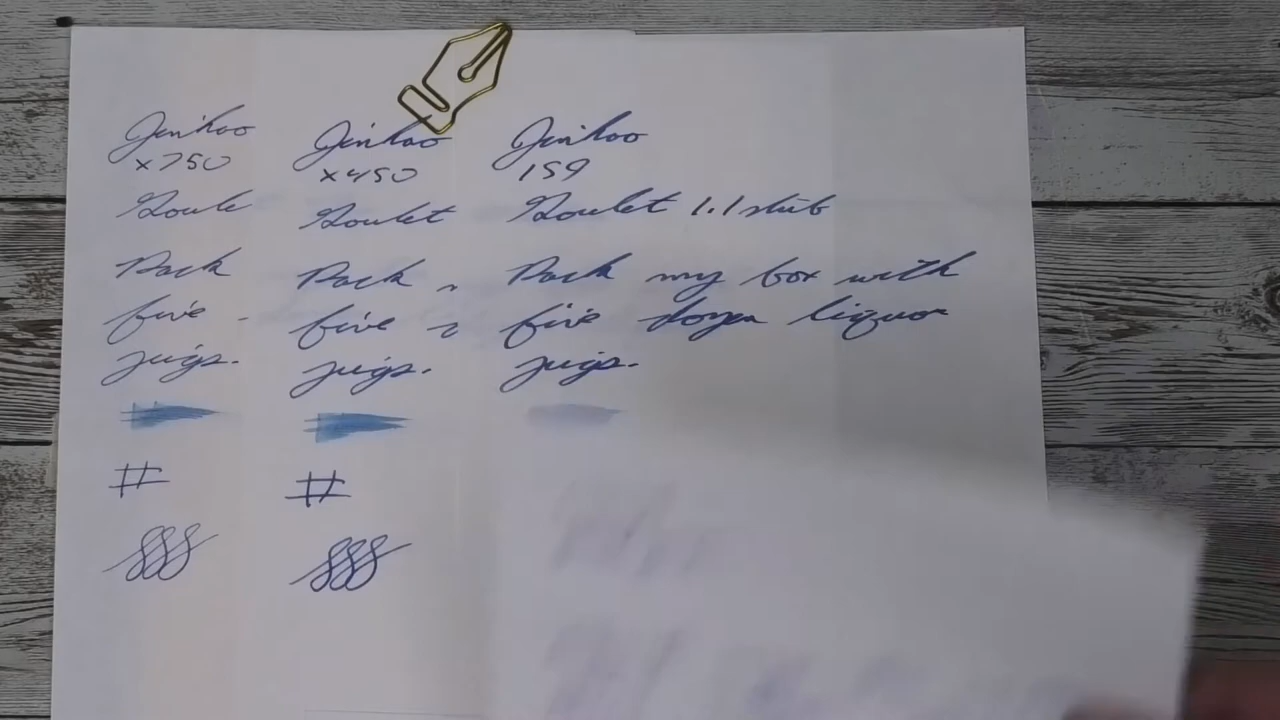 Jinhao
x750
Goule
Pack
five
jugs.
#
Jinhao
x450
Goulet
Pack
five
jugs.
#
Jinhao
159
Goulet 1.1 stub
Pack my box with
five dozen liquor
jugs.